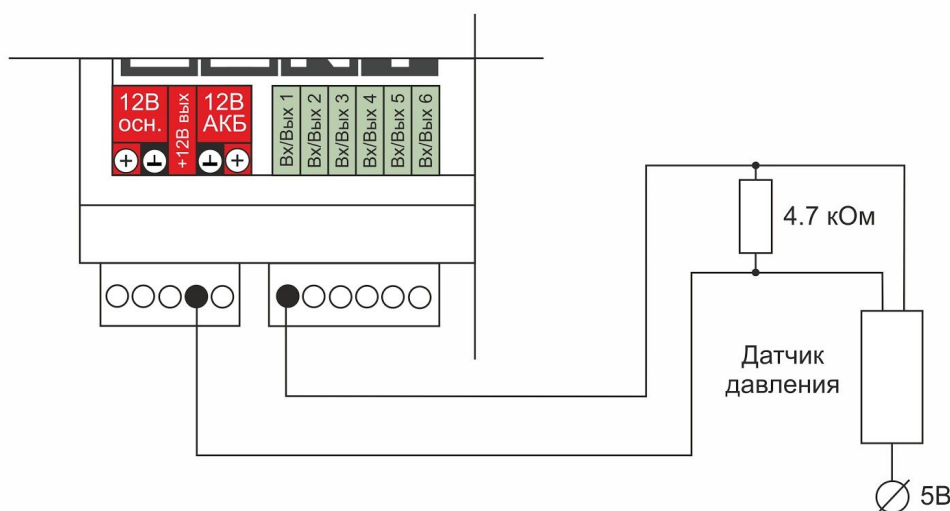 12В
осн.
+12В вых
12В
АКБ
+
+
Вх/Вых 1
Вх/Вых 2
Вх/Вых 3
Вх/Вых 4
Вх/Вых 5
Вх/Вых 6
4.7 кОм
Датчик
давления
5В